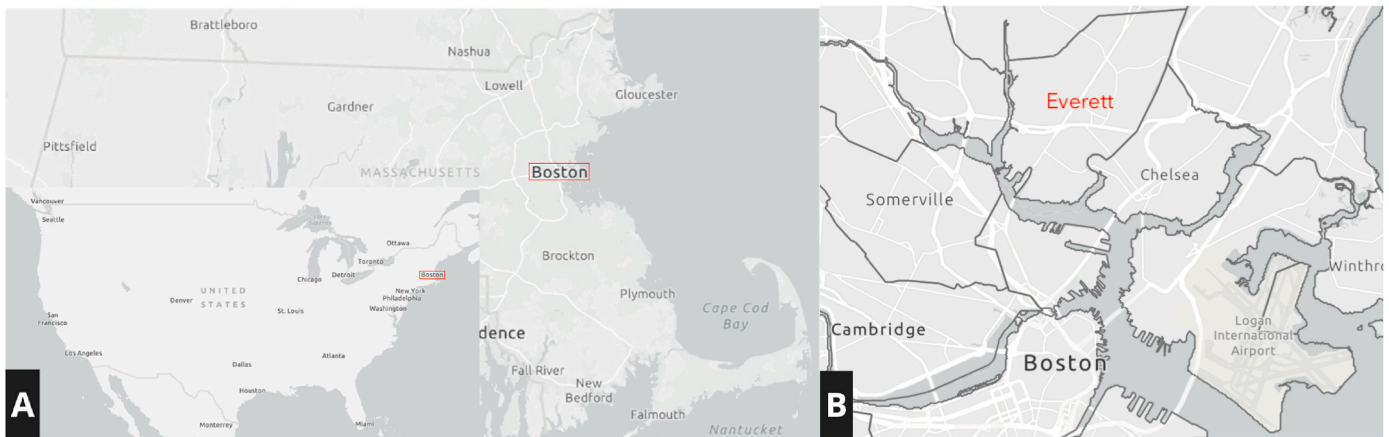 Brattleboro
Nashua
Lowell
Gloucester
Gardner
Pittsfield
MASSACHUSETTS
Boston
Brockton
Plymouth
Cape Cod
Bay
dence
Fall River
New
Bedford
Falmouth
Nantucket
Vancouver
Seattle
Ottawa
Toronto
Boston
Chicago
Detroit
New York
Philadelphia
Washington
UNITED
STATES
Denver
St. Louis
San
Francisco
Los Angeles
Atlanta
Dallas
Houston
Monterrey
Miami
A
Everett
Chelsea
Somerville
Winthr
Cambridge
Logan
International
Airport
Boston
B